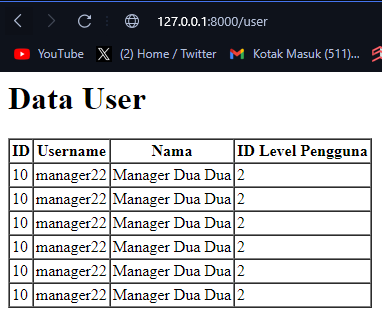 127.0.0.1:8000/user
YouTube (2) Home / Twitter Kotak Masuk (511)...
Data User
ID Username Nama ID Level Pengguna
10 manager22 Manager Dua Dua 2
10 manager22 Manager Dua Dua 2
10 manager22 Manager Dua Dua 2
10 manager22 Manager Dua Dua 2
10 manager22 Manager Dua Dua 2
10 manager22 Manager Dua Dua 2